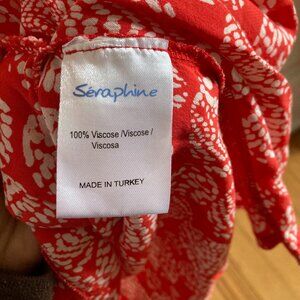 Séraphine
100% Viscose /Viscose /
Viscosa
MADE IN TURKEY